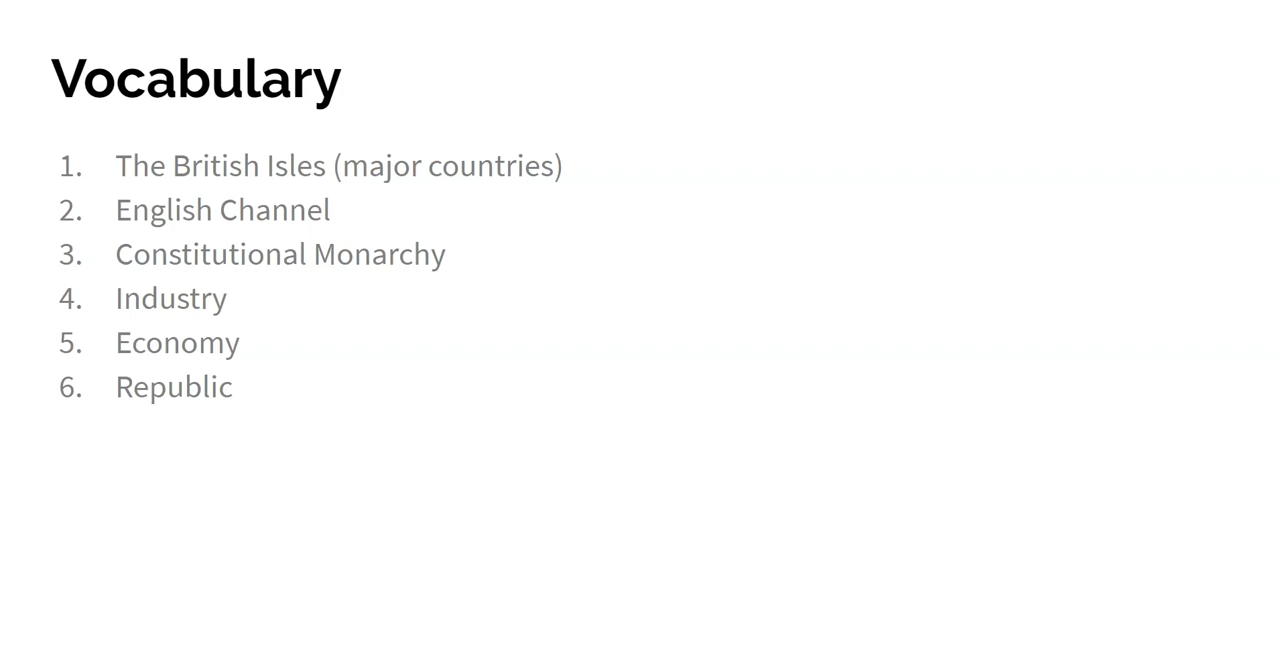 Vocabulary
1. The British Isles (major countries)
2. English Channel
3. Constitutional Monarchy
4. Industry
5. Economy
6. Republic